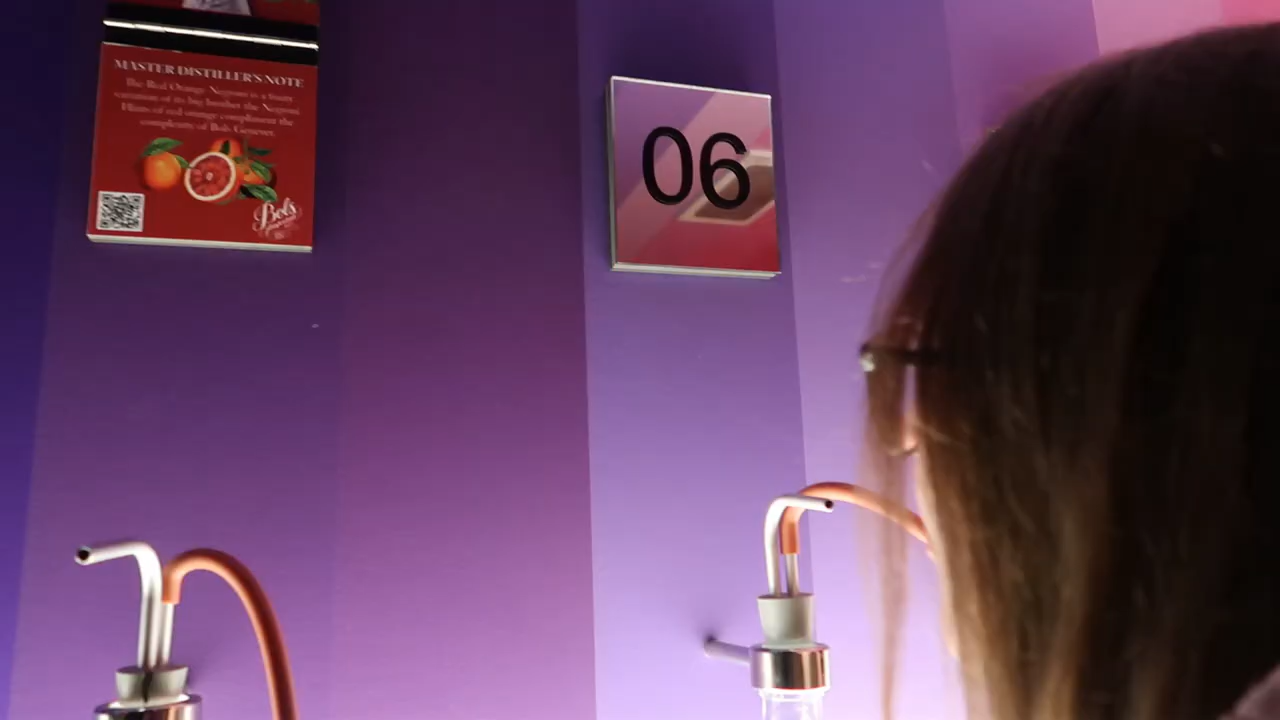 MASTER DISTILLER'S NOTE
The Red Orange Negroni is a fruity
variation of its big brother the Negroni.
Hints of red orange compliment the
complexity of Bols Genever.
Bols
06